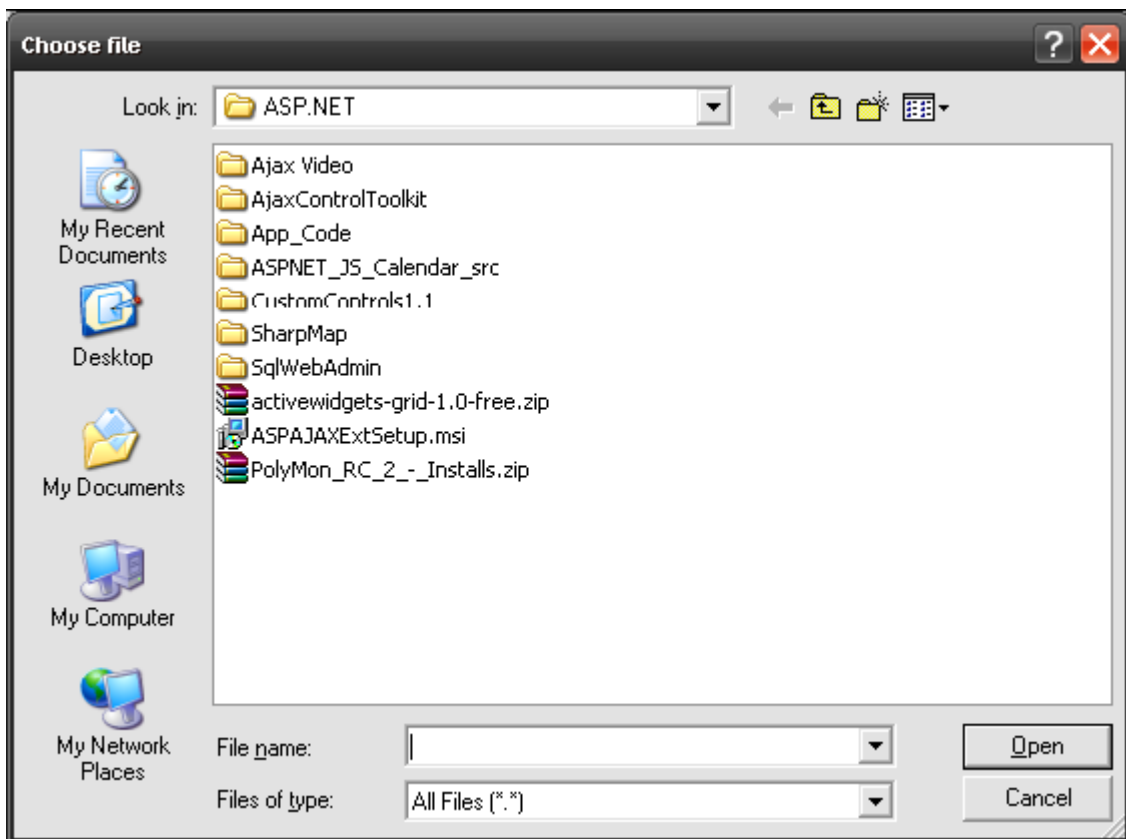 Choose file
Look in: ASP.NET
My Recent
Documents
Desktop
My Documents
My Computer
My Network
Places
Ajax Video
AjaxControlToolkit
App_Code
ASPNET_JS_Calendar_src
CustomControls1.1
SharpMap
SqlWebAdmin
activewidgets-grid-1.0-free.zip
ASPAJAXExtSetup.msi
PolyMon_RC_2_-_Installs.zip
File name:
Open
Files of type: All Files (*.*)
Cancel